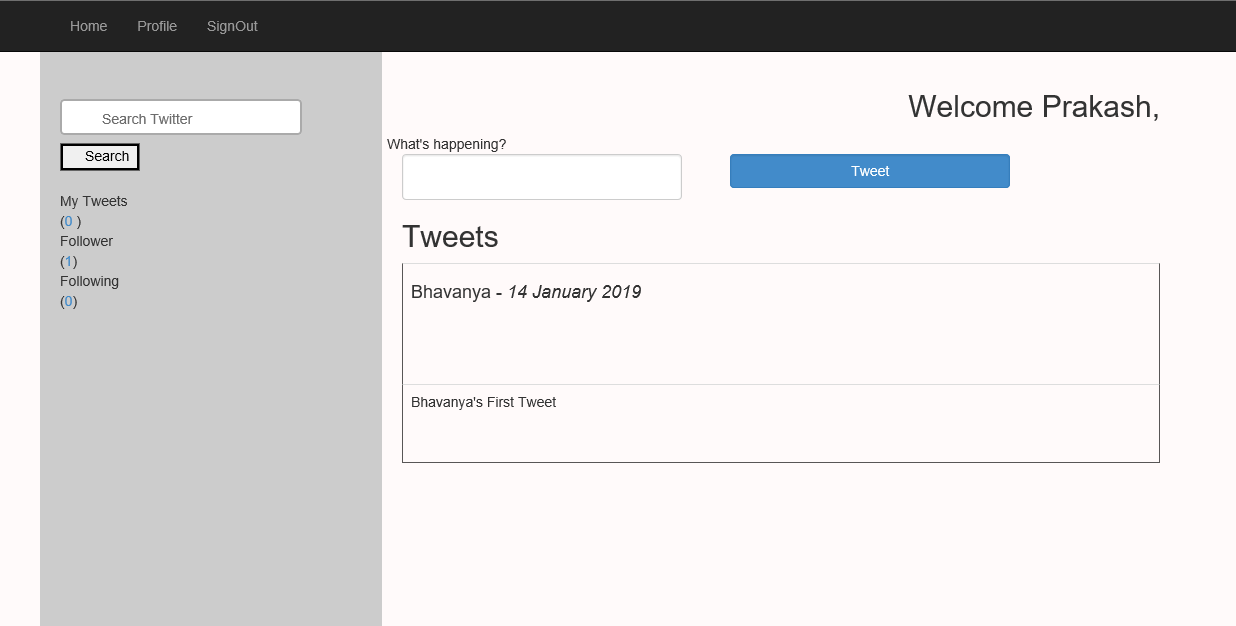 Home Profile SignOut
Search Twitter
Search
My Tweets
(0 )
Follower
(1)
Following
(0)
Welcome Prakash,
What's happening?
Tweet
Tweets
Bhavanya - 14 January 2019
Bhavanya's First Tweet